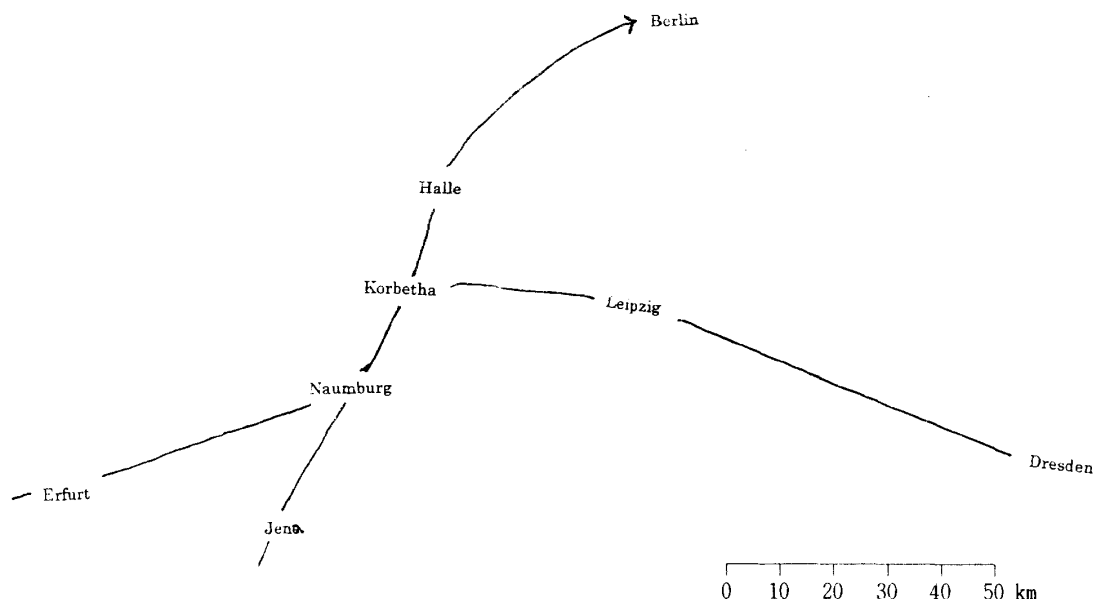 Berlin
Halle
Korbetha
Leipzig
Naumburg
Dresden
Erfurt
Jena
0 10 20 30 40 50 km